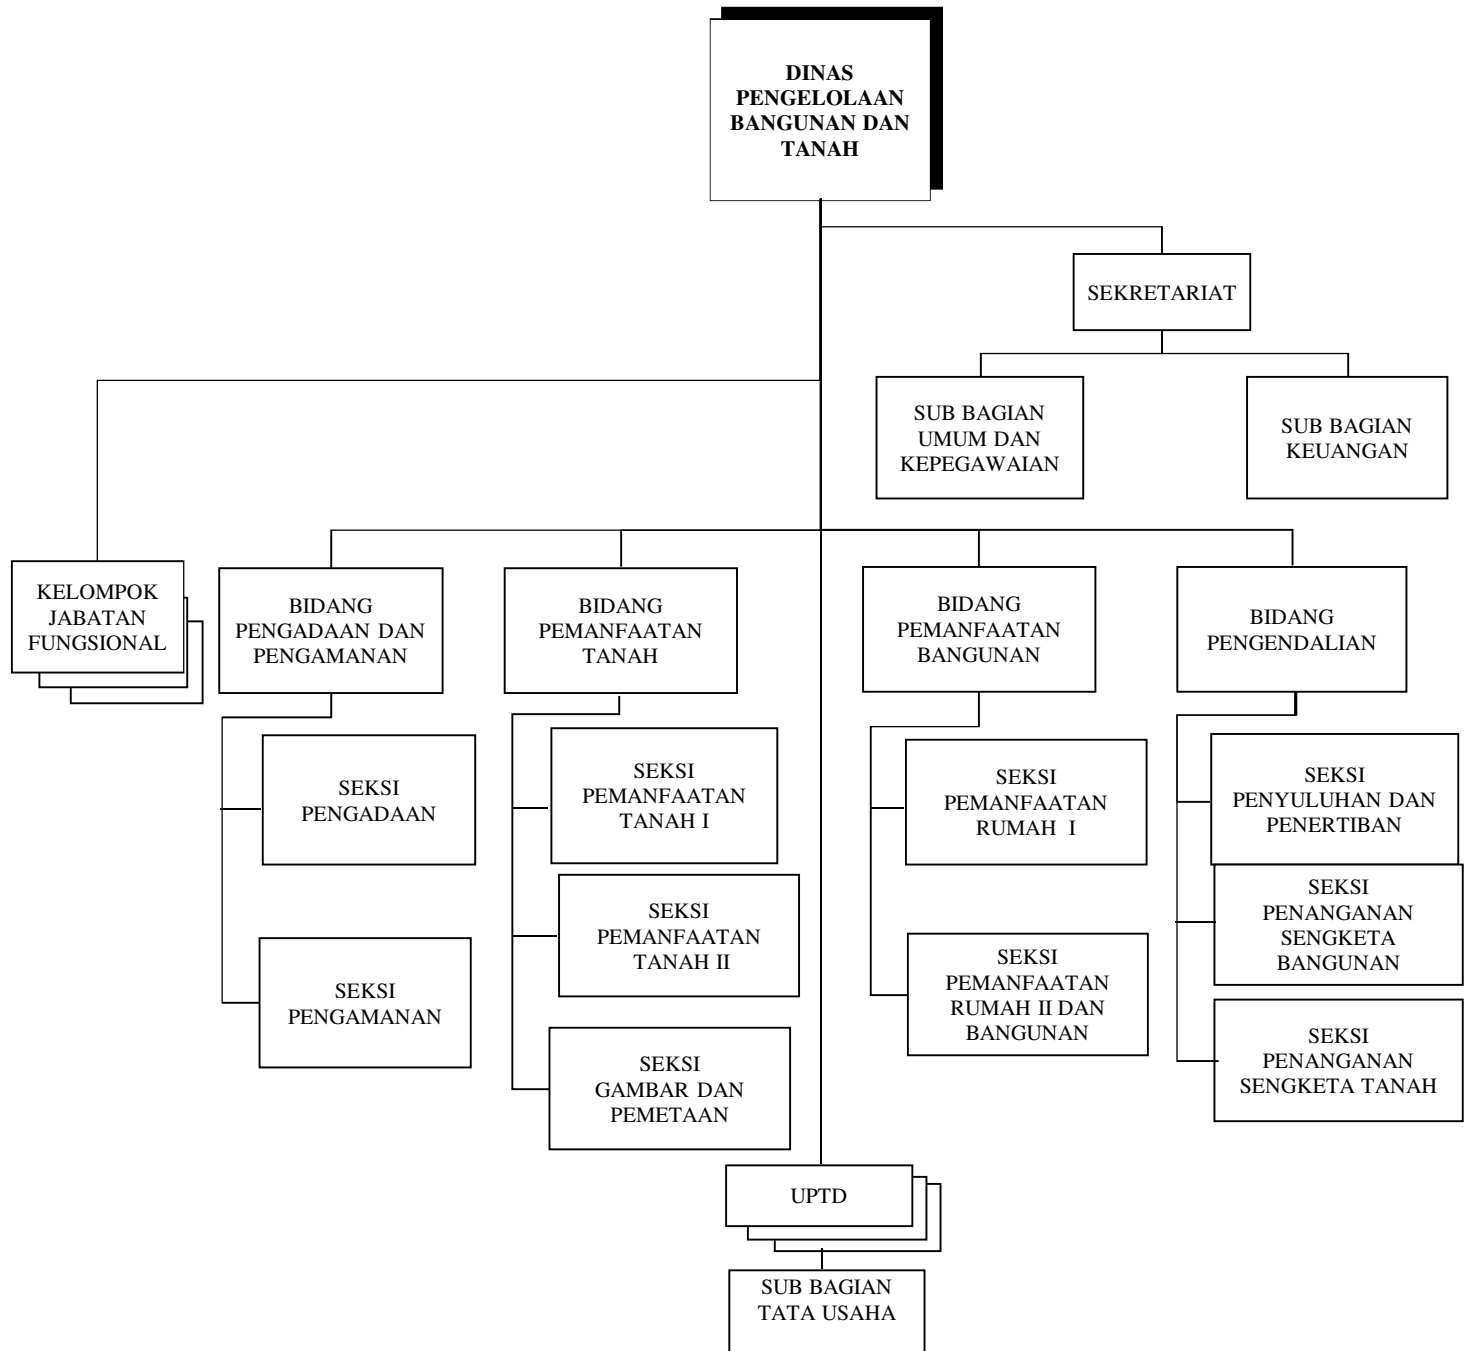 DINAS
PENGELOLAAN
BANGUNAN DAN
TANAH
SEKRETARIAT
SUB BAGIAN
UMUM DAN
KEPEGAWAIAN
SUB BAGIAN
KEUANGAN
KELOMPOK
JABATAN
FUNGSIONAL
BIDANG
PENGADAAN DAN
PENGAMANAN
BIDANG
PEMANFAATAN
TANAH
BIDANG
PEMANFAATAN
BANGUNAN
BIDANG
PENGENDALIAN
SEKSI
PENGADAAN
SEKSI
PEMANFAATAN
TANAH I
SEKSI
PEMANFAATAN
RUMAH I
SEKSI
PENYULUHAN DAN
PENERTIBAN
SEKSI
PENGAMANAN
SEKSI
PEMANFAATAN
TANAH II
SEKSI
PEMANFAATAN
RUMAH II DAN
BANGUNAN
SEKSI
PENANGANAN
SENGKETA
BANGUNAN
SEKSI
GAMBAR DAN
PEMETAAN
SEKSI
PENANGANAN
SENGKETA TANAH
UPTD
SUB BAGIAN
TATA USAHA